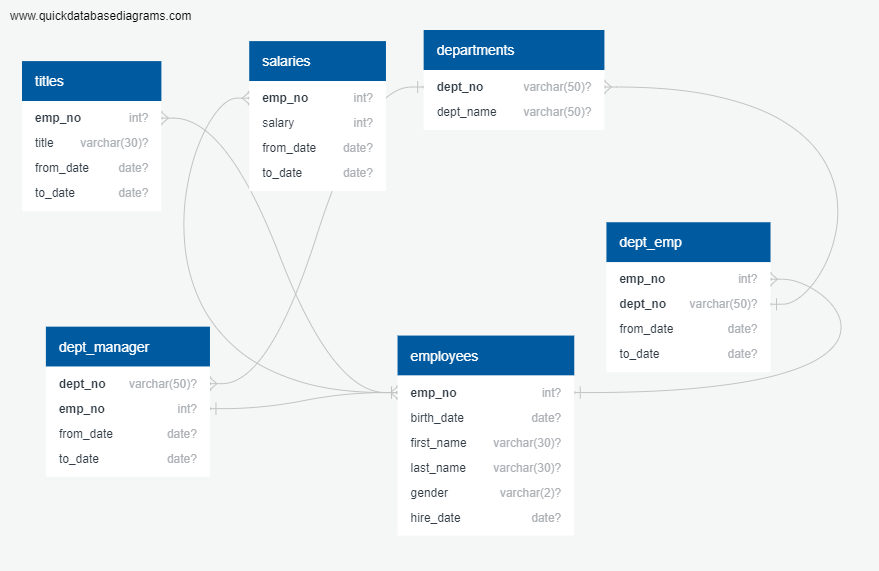 www.quickdatabasediagrams.com
titles
emp_no int?
title varchar(30)?
from_date date?
to_date date?
salaries
emp_no int?
salary int?
from_date date?
to_date date?
departments
dept_no varchar(50)?
dept_name varchar(50)?
dept_emp
emp_no int?
dept_no varchar(50)?
from_date date?
to_date date?
dept_manager
dept_no varchar(50)?
emp_no int?
from_date date?
to_date date?
employees
emp_no int?
birth_date date?
first_name varchar(30)?
last_name varchar(30)?
gender varchar(2)?
hire_date date?